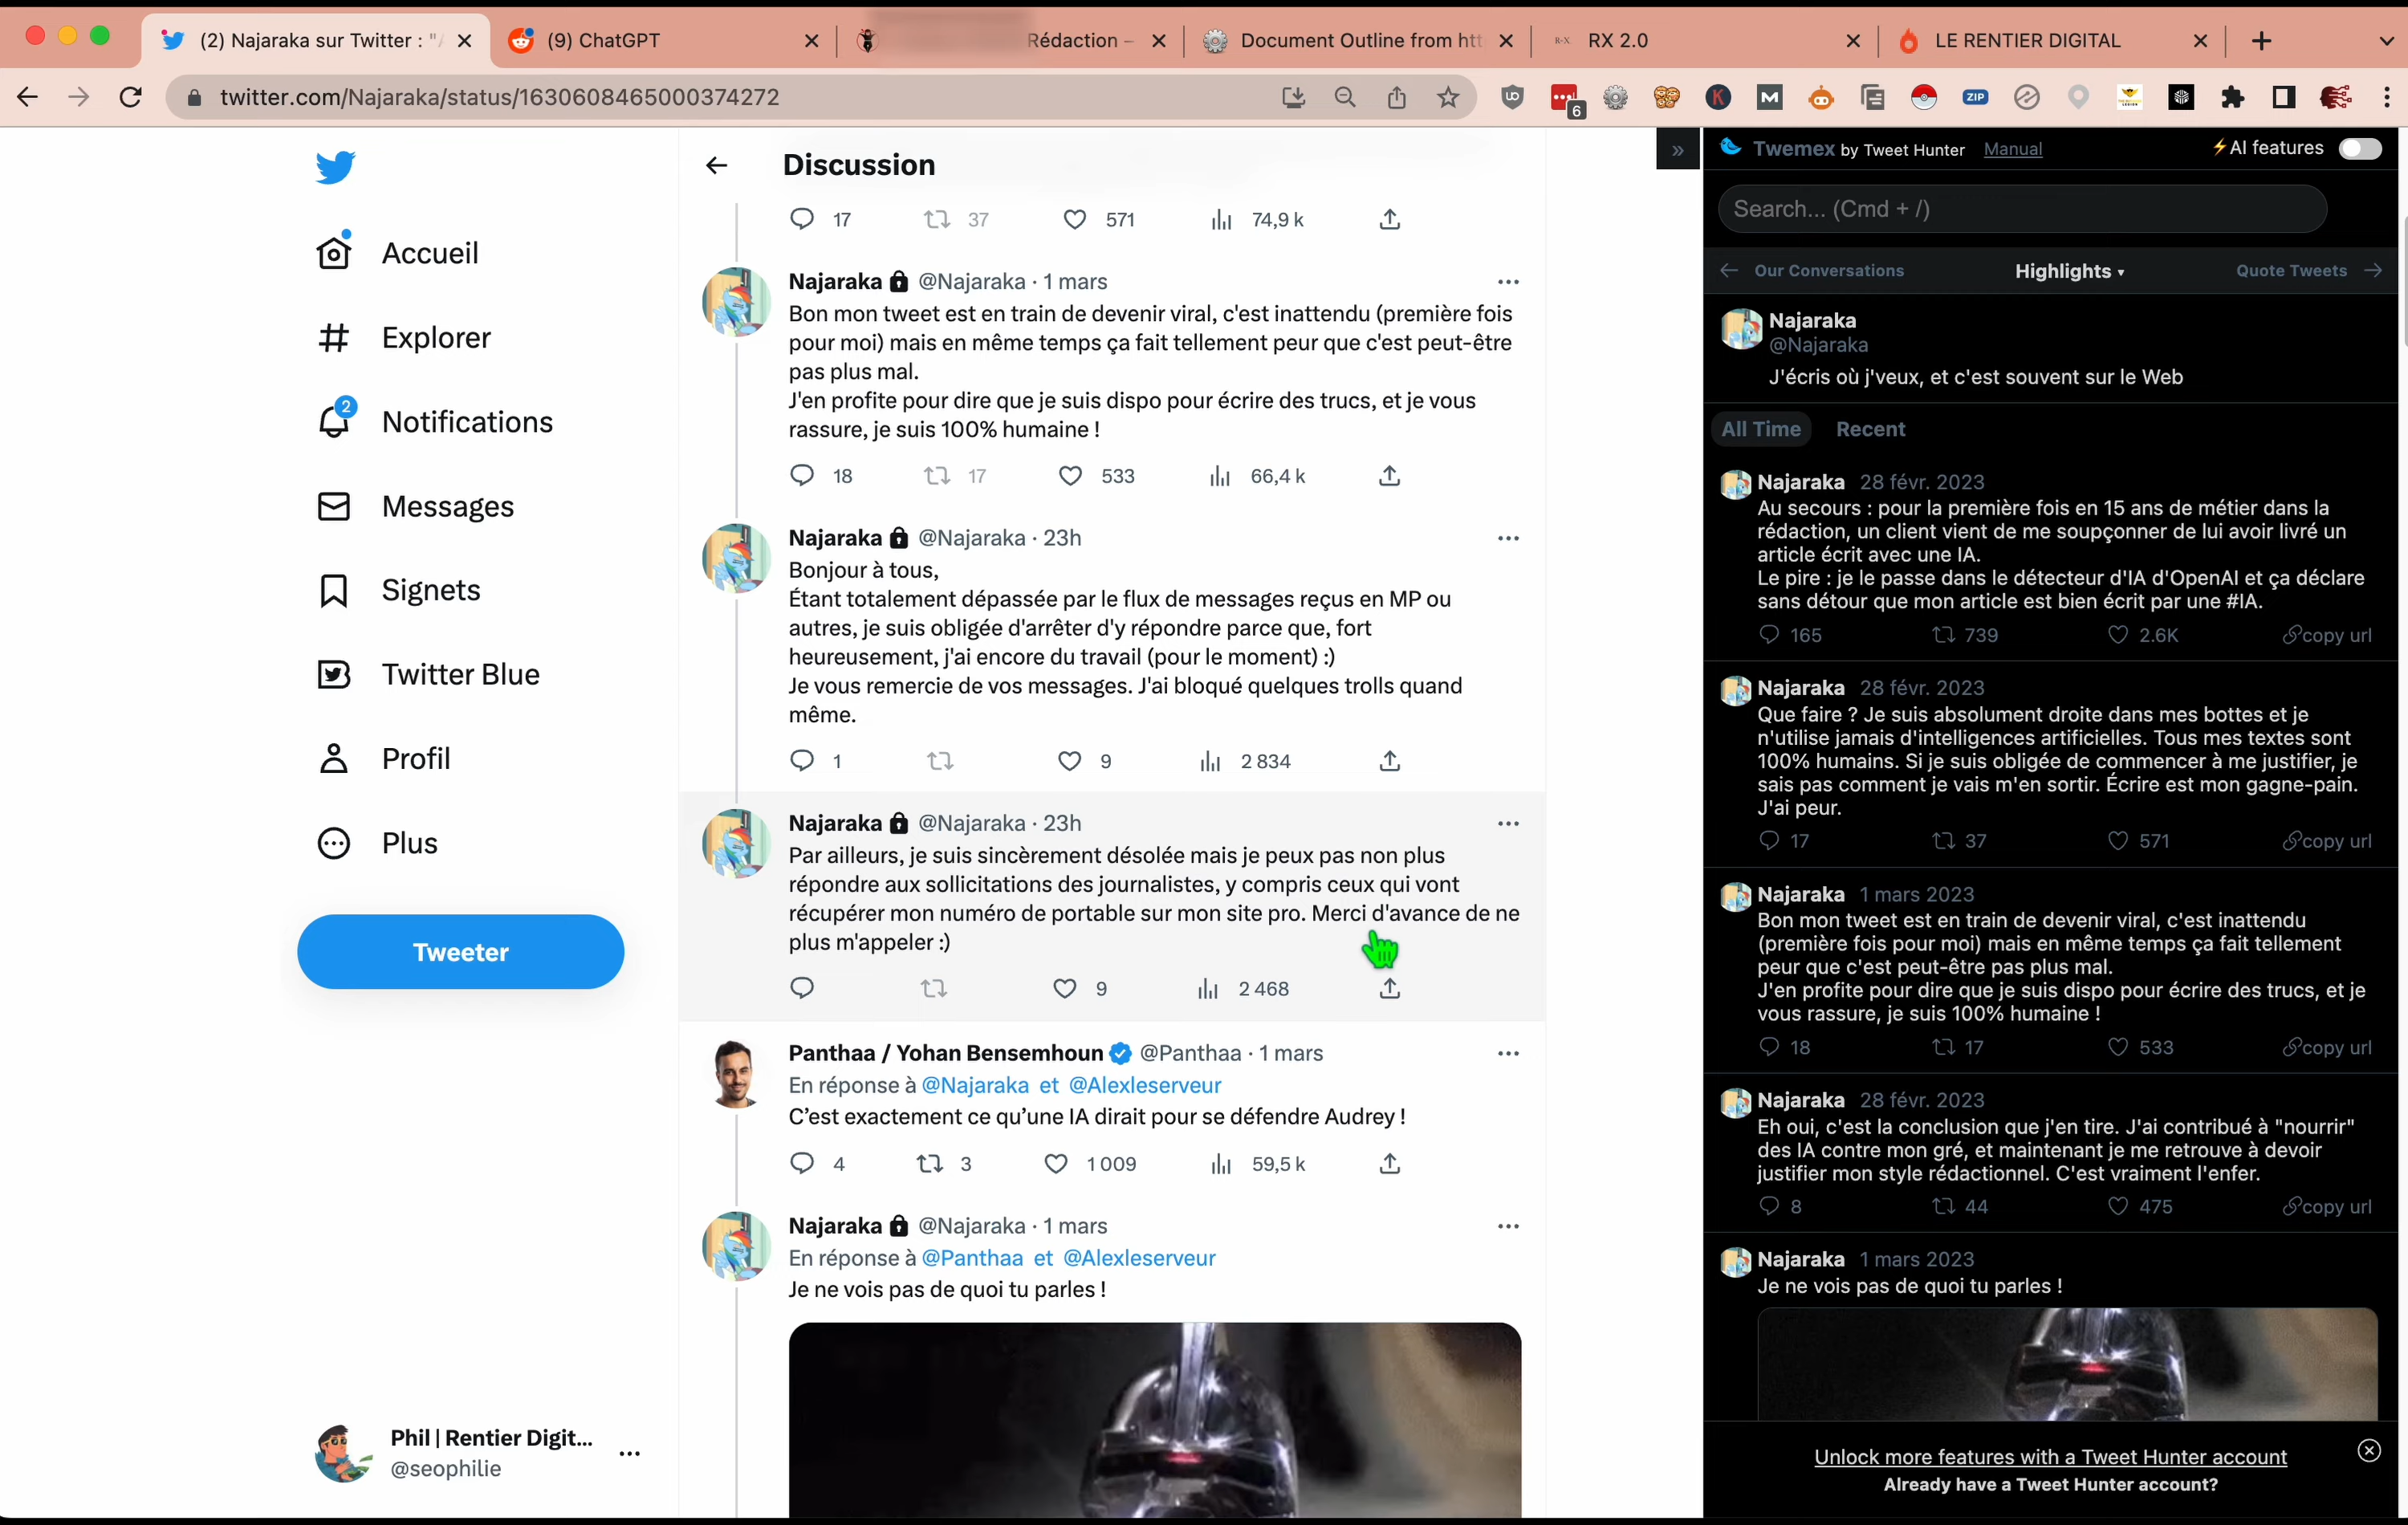 (2) Najaraka sur Twitter : "A
(9) ChatGPT
Rédaction –
Document Outline from htt
R-X
RX 2.0
LE RENTIER DIGITAL
twitter.com/Najaraka/status/1630608465000374272
6
ZIP
Accueil
Explorer
2
Notifications
Messages
Signets
Twitter Blue
Profil
Plus
Tweeter
Phil | Rentier Digit...
@seophilie
Discussion
17 37 571 74,9 k
Najaraka @Najaraka · 1 mars
Bon mon tweet est en train de devenir viral, c'est inattendu (première fois
pour moi) mais en même temps ça fait tellement peur que c'est peut-être
pas plus mal.
J'en profite pour dire que je suis dispo pour écrire des trucs, et je vous
rassure, je suis 100% humaine !
18 17 533 66,4 k
Najaraka @Najaraka · 23h
Bonjour à tous,
Étant totalement dépassée par le flux de messages reçus en MP ou
autres, je suis obligée d'arrêter d'y répondre parce que, fort
heureusement, j'ai encore du travail (pour le moment) :)
Je vous remercie de vos messages. J'ai bloqué quelques trolls quand
même.
1 9 2 834
Najaraka @Najaraka · 23h
Par ailleurs, je suis sincèrement désolée mais je peux pas non plus
répondre aux sollicitations des journalistes, y compris ceux qui vont
récupérer mon numéro de portable sur mon site pro. Merci d'avance de ne
plus m'appeler :)
9 2 468
Panthaa / Yohan Bensemhoun @Panthaa · 1 mars
En réponse à @Najaraka et @Alexleserveur
C’est exactement ce qu’une IA dirait pour se défendre Audrey !
4 3 1 009 59,5 k
Najaraka @Najaraka · 1 mars
En réponse à @Panthaa et @Alexleserveur
Je ne vois pas de quoi tu parles !
»
Twemex by Tweet Hunter Manual
⚡AI features
Search... (Cmd + /)
← Our Conversations Highlights ▾ Quote Tweets →
Najaraka
@Najaraka
J'écris où j'veux, et c'est souvent sur le Web
All Time Recent
Najaraka 28 févr. 2023
Au secours : pour la première fois en 15 ans de métier dans la
rédaction, un client vient de me soupçonner de lui avoir livré un
article écrit avec une IA.
Le pire : je le passe dans le détecteur d'IA d'OpenAI et ça déclare
sans détour que mon article est bien écrit par une #IA.
165 739 2.6K copy url
Najaraka 28 févr. 2023
Que faire ? Je suis absolument droite dans mes bottes et je
n'utilise jamais d'intelligences artificielles. Tous mes textes sont
100% humains. Si je suis obligée de commencer à me justifier, je
sais pas comment je vais m'en sortir. Écrire est mon gagne-pain.
J'ai peur.
17 37 571 copy url
Najaraka 1 mars 2023
Bon mon tweet est en train de devenir viral, c'est inattendu
(première fois pour moi) mais en même temps ça fait tellement
peur que c'est peut-être pas plus mal.
J'en profite pour dire que je suis dispo pour écrire des trucs, et je
vous rassure, je suis 100% humaine !
18 17 533 copy url
Najaraka 28 févr. 2023
Eh oui, c'est la conclusion que j'en tire. J'ai contribué à "nourrir"
des IA contre mon gré, et maintenant je me retrouve à devoir
justifier mon style rédactionnel. C'est vraiment l'enfer.
8 44 475 copy url
Najaraka 1 mars 2023
Je ne vois pas de quoi tu parles !
Unlock more features with a Tweet Hunter account
Already have a Tweet Hunter account?